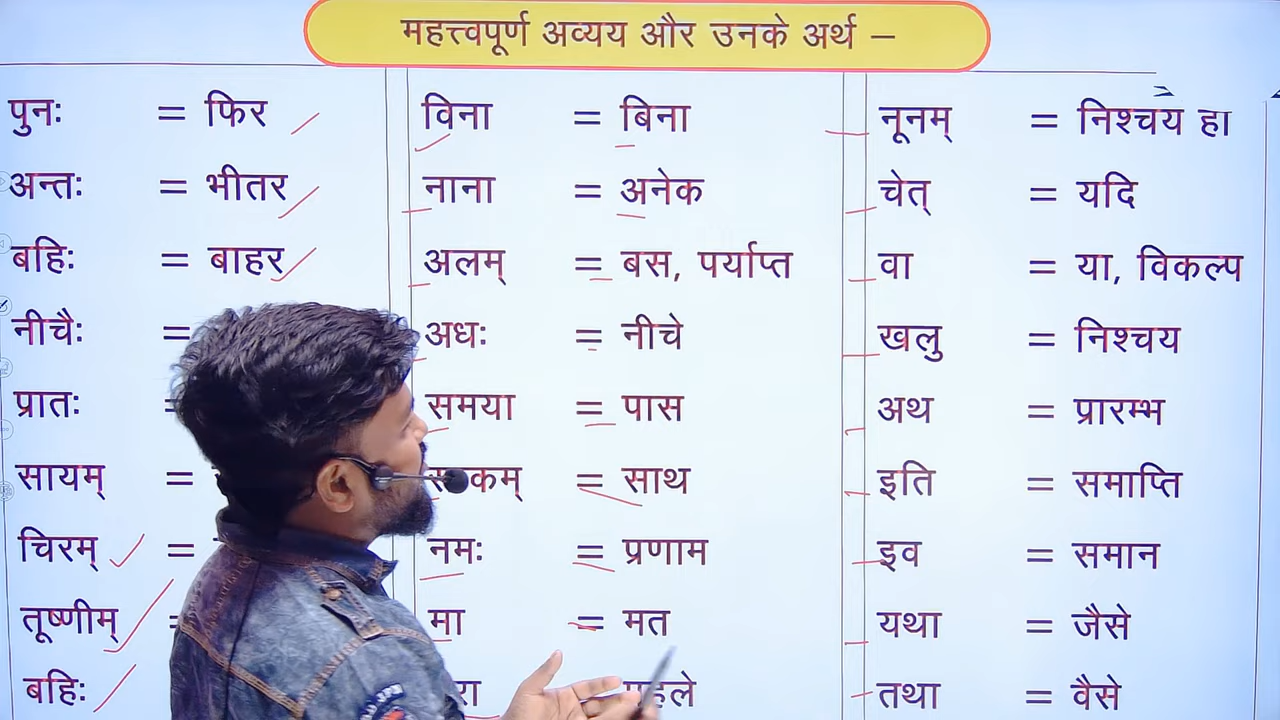 महत्त्वपूर्ण अव्यय और उनके अर्थ –
पुनः = फिर
अन्तः = भीतर
बहिः = बाहर
नीचैः =
प्रातः
सायम् =
चिरम् =
तूष्णीम्
बहिः
विना = बिना
नाना = अनेक
अलम् = बस, पर्याप्त
अधः = नीचे
समया = पास
= साथ
नमः = प्रणाम
मा = मत
नूनम् = निश्चय हा
चेत् = यदि
वा = या, विकल्प
खलु = निश्चय
अथ = प्रारम्भ
इति = समाप्ति
इव = समान
यथा = जैसे
तथा = वैसे